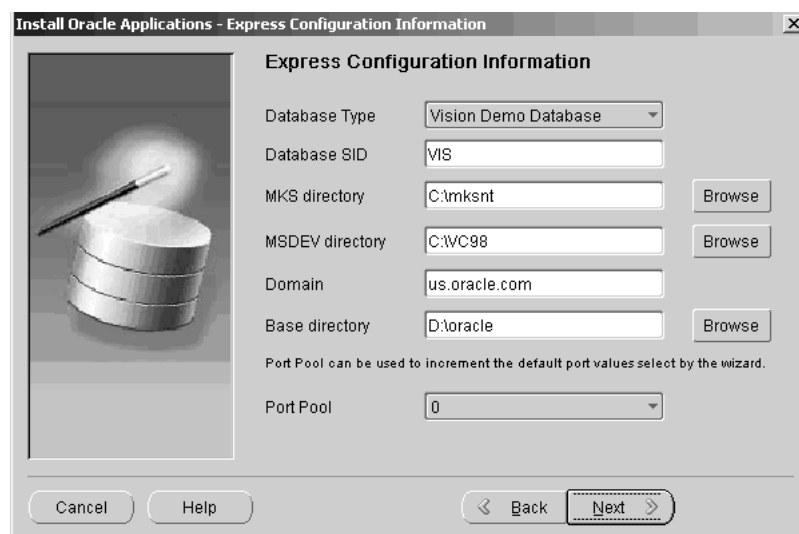 Install Oracle Applications - Express Configuration Information
Express Configuration Information
Database Type Vision Demo Database
Database SID VIS
MKS directory C:\mksnt Browse
MSDEV directory C:\VC98 Browse
Domain us.oracle.com
Base directory D:\oracle Browse
Port Pool can be used to increment the default port values select by the wizard.
Port Pool 0
Cancel Help Back Next